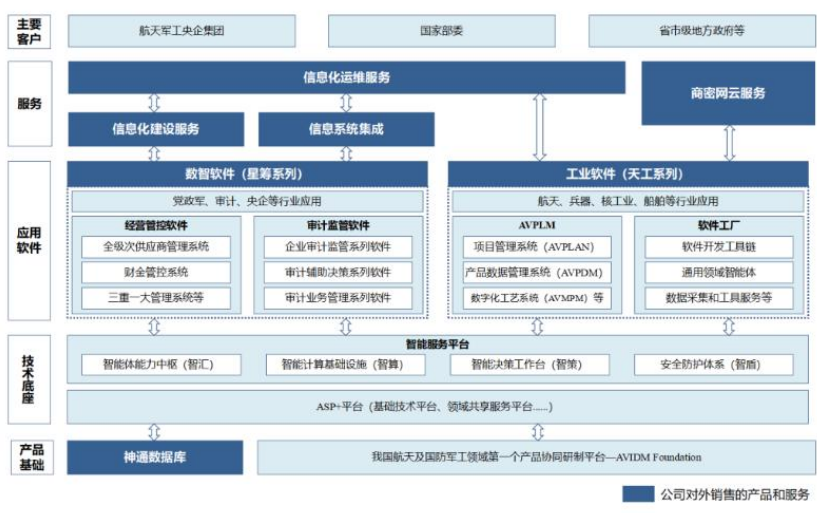 主要
客户
航天军工央企集团
国家部委
省市级地方政府等
服务
信息化运维服务
商密网云服务
信息化建设服务
信息系统集成
应用
软件
数智软件（星筹系列）
工业软件（天工系列）
党政军、审计、央企等行业应用
航天、兵器、核工业、船舶等行业应用
经营管控软件
全级次供应商管理系统
财金管控系统
三重一大管理系统等
审计监管软件
企业审计监管系列软件
审计辅助决策系列软件
审计业务管理系列软件
AVPLM
项目管理系统（AVPLAN）
产品数据管理系统（AVPDM）
数字化工艺系统（AVMPM）等
软件工厂
软件开发工具链
通用领域智能体
数据采集和工具服务等
技术底座
智能服务平台
智能体能力中枢（智汇）
智能计算基础设施（智算）
智能决策工作台（智策）
安全防护体系（智盾）
ASP+平台（基础技术平台、领域共享服务平台......）
产品
基础
神通数据库
我国航天及国防军工领域第一个产品协同研制平台—AVIDM Foundation
公司对外销售的产品和服务